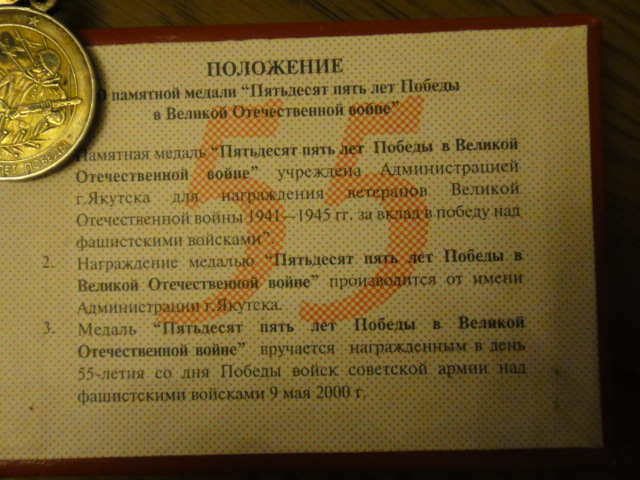 ПОЛОЖЕНИЕ
памятной медали “Пятьдесят пять лет Победы
в Великой Отечественной войне”
Памятная медаль “Пятьдесят пять лет Победы в Великой
Отечественной войне” учреждена Администрацией
г.Якутска для награждения ветеранов Великой
Отечественной войны 1941—1945 гг. за вклад в победу над
фашистскими войсками”.
2. Награждение медалью “Пятьдесят пять лет Победы в
Великой Отечественной войне” производится от имени
Администрации г.Якутска.
3. Медаль “Пятьдесят пять лет Победы в Великой
Отечественной войне” вручается награжденным в день
55-летия со дня Победы войск советской армии над
фашистскими войсками 9 мая 2000 г.
55
ЛЕТ ПОБЕДЫ